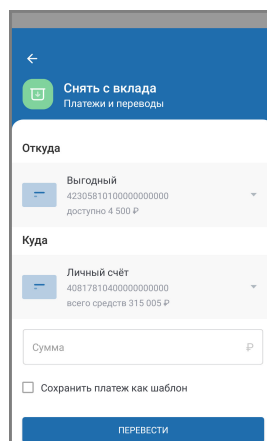 Снять с вклада
Платежи и переводы
Откуда
Выгодный
42305810100000000000
доступно 4 500 ₽
Куда
Личный счёт
40817810400000000000
всего средств 315 005 ₽
Сумма ₽
Сохранить платеж как шаблон
ПЕРЕВЕСТИ